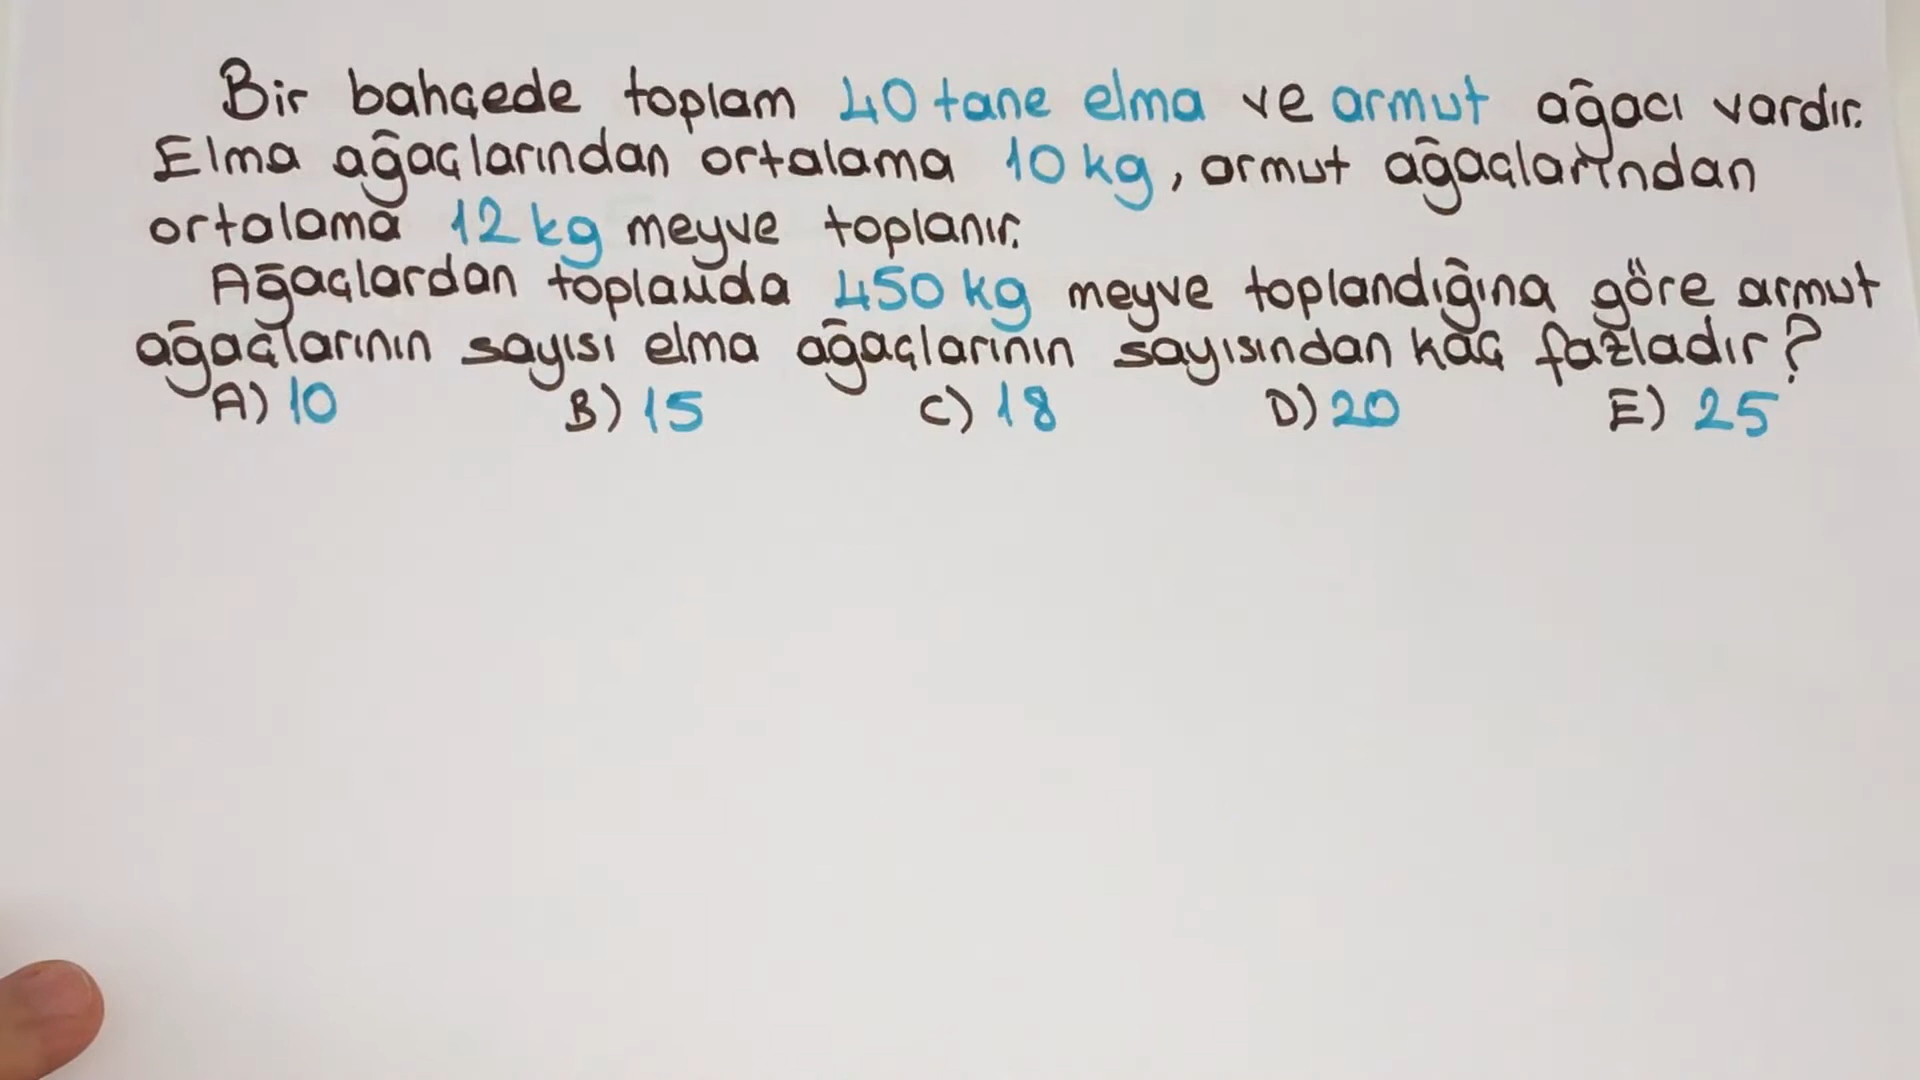 Bir bahçede toplam 40 tane elma ve armut ağacı vardır.
Elma ağaçlarından ortalama 10 kg, armut ağaçlarından
ortalama 12 kg meyve toplanır.
Ağaçlardan toplamda 450 kg meyve toplandığına göre armut
ağaçlarının sayısı elma ağaçlarının sayısından kaç fazladır?
A) 10 B) 15 C) 18 D) 20 E) 25